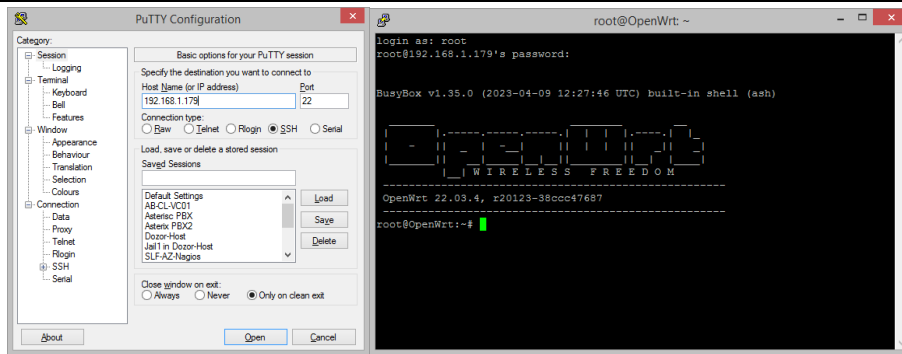 PuTTY Configuration
Category:
Session
Logging
Terminal
Keyboard
Bell
Features
Window
Appearance
Behaviour
Translation
Selection
Colours
Connection
Data
Proxy
Telnet
Rlogin
SSH
Serial
Basic options for your PuTTY session
Specify the destination you want to connect to
Host Name (or IP address) Port
192.168.1.179 22
Connection type:
Raw Telnet Rlogin SSH Serial
Load, save or delete a stored session
Saved Sessions
Default Settings
AB-CL-VC01
Asterisc PBX
Asterix PBX2
Dozor-Host
Jail1 in Dozor-Host
SLF-AZ-Nagios
Load
Save
Delete
Close window on exit:
Always Never Only on clean exit
About Open Cancel
root@OpenWrt: ~
login as: root
root@192.168.1.179's password:
BusyBox v1.35.0 (2023-04-09 12:27:46 UTC) built-in shell (ash)
OpenWrt
W I R E L E S S F R E E D O M
-----------------------------------------------------
OpenWrt 22.03.4, r20123-38ccc47687
-----------------------------------------------------
root@OpenWrt:~#